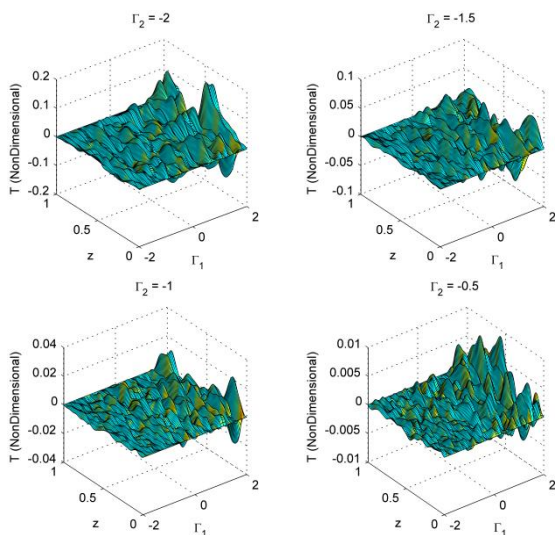 Γ₂ = -2
T (NonDimensional)
0.2
0.1
0
-0.1
-0.2
1
0.5
0
z
-2
0
2
Γ₁
Γ₂ = -1.5
T (NonDimensional)
0.1
0.05
0
-0.05
-0.1
1
0.5
0
z
-2
0
2
Γ₁
Γ₂ = -1
T (NonDimensional)
0.04
0.02
0
-0.02
-0.04
1
0.5
0
z
-2
0
2
Γ₁
Γ₂ = -0.5
T (NonDimensional)
0.01
0.005
0
-0.005
-0.01
1
0.5
0
z
-2
0
2
Γ₁